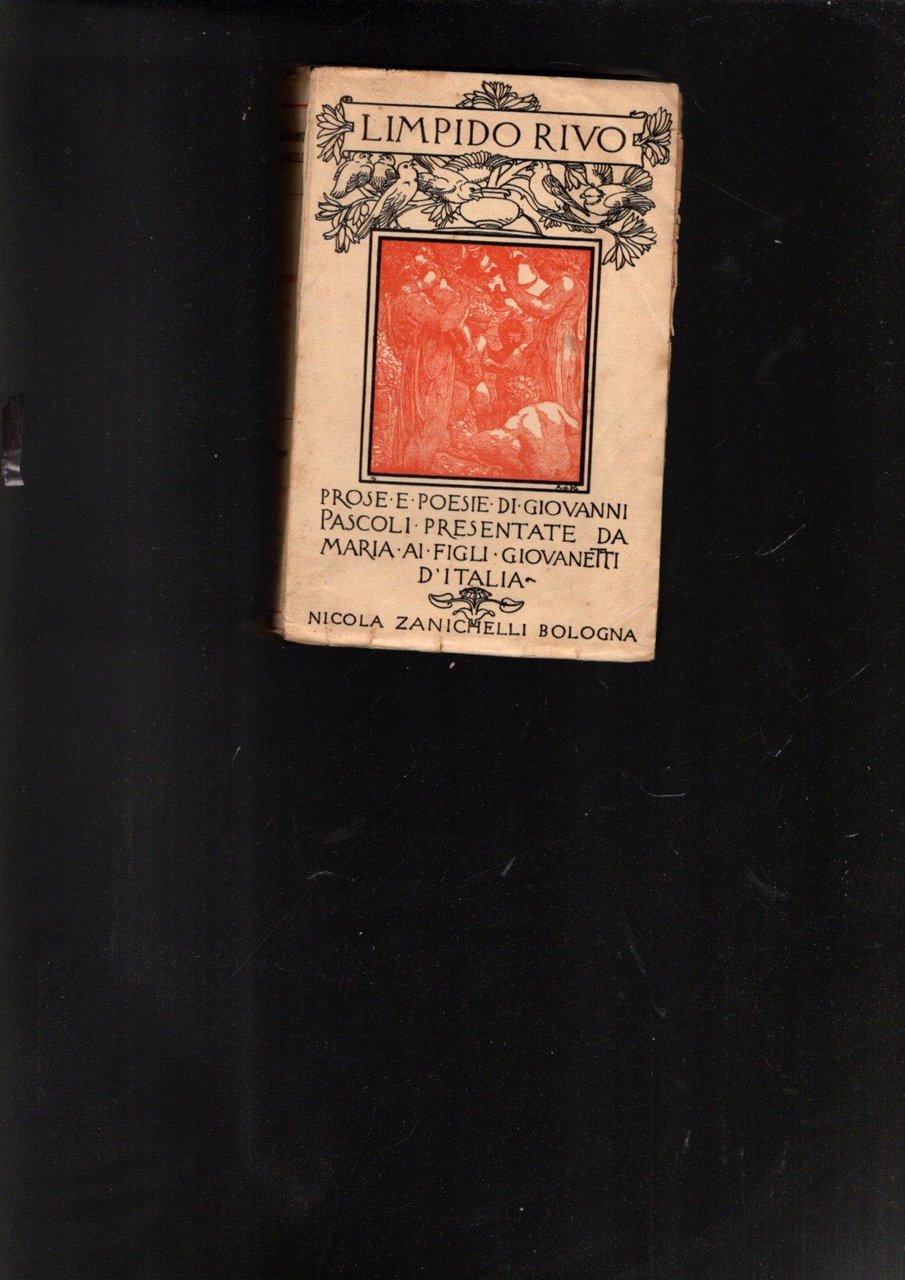 LIMPIDO RIVO
PROSE·E·POESIE·DI·GIOVANNI
PASCOLI·PRESENTATE DA
MARIA·AI·FIGLI·GIOVANETTI
D'ITALIA~
NICOLA ZANICHELLI BOLOGNA